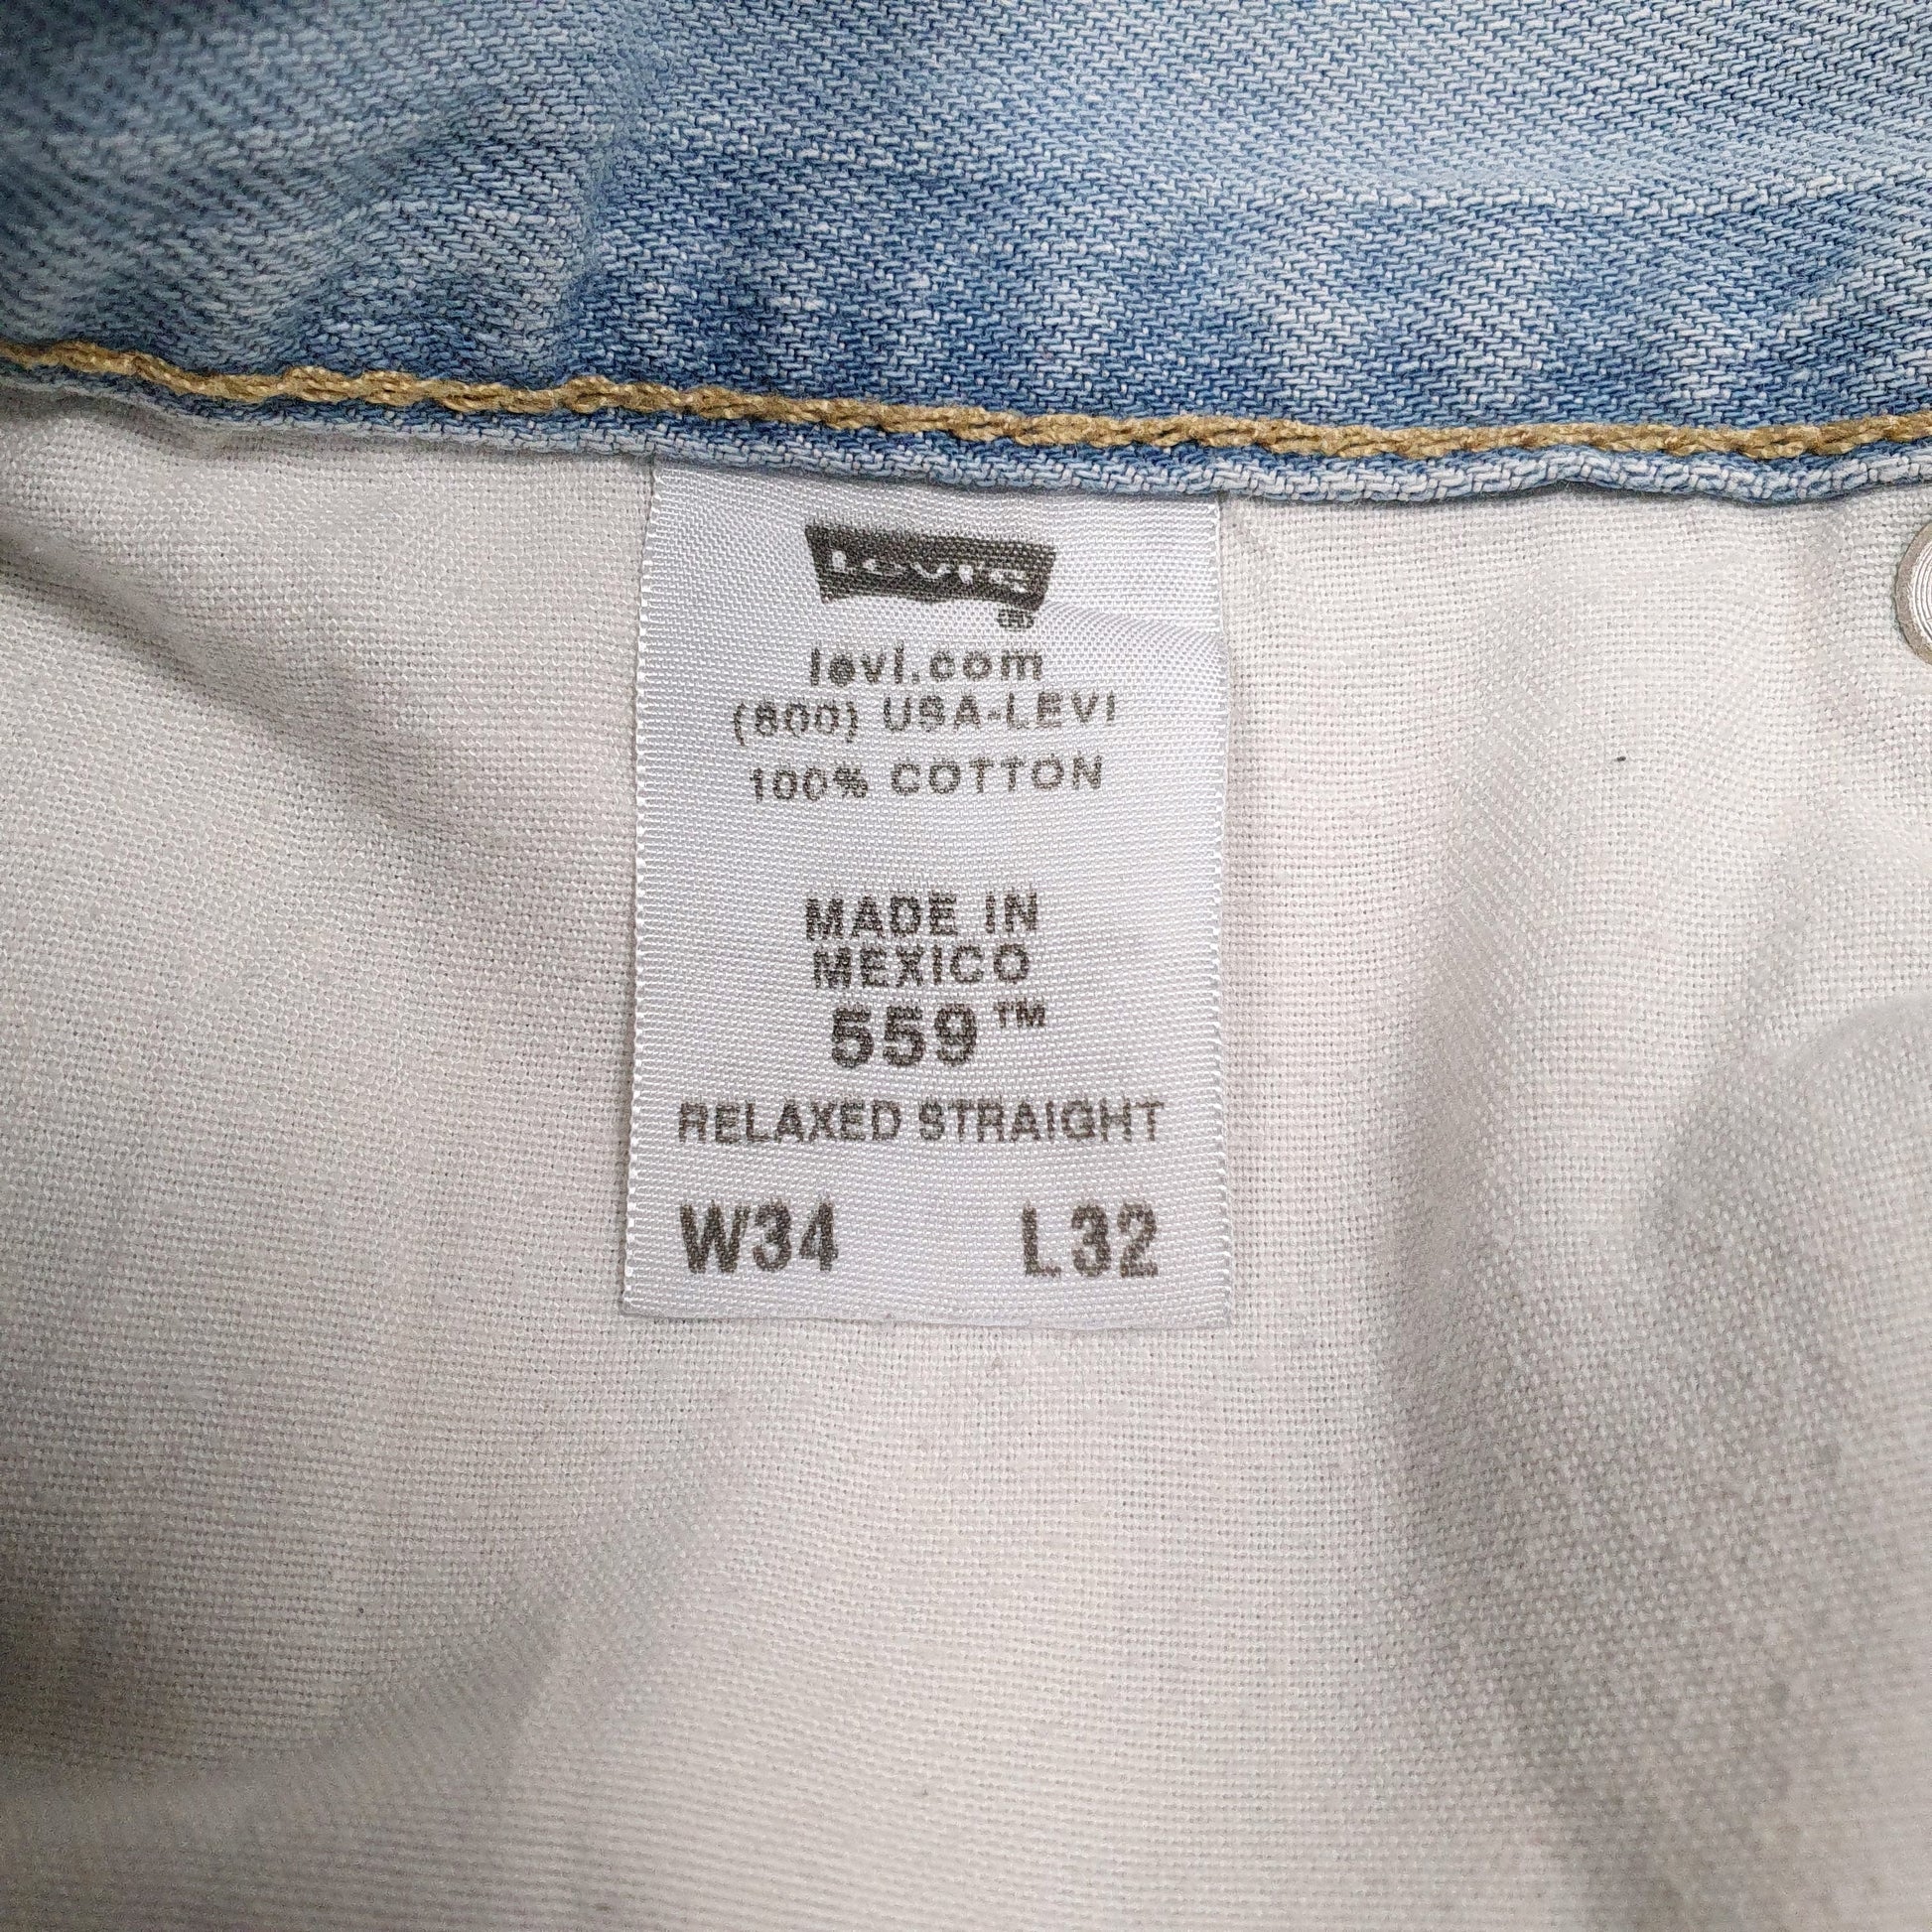 Levi's
®
levi.com
(800) USA-LEVI
100% COTTON
MADE IN
MEXICO
559™
RELAXED STRAIGHT
W34 L32